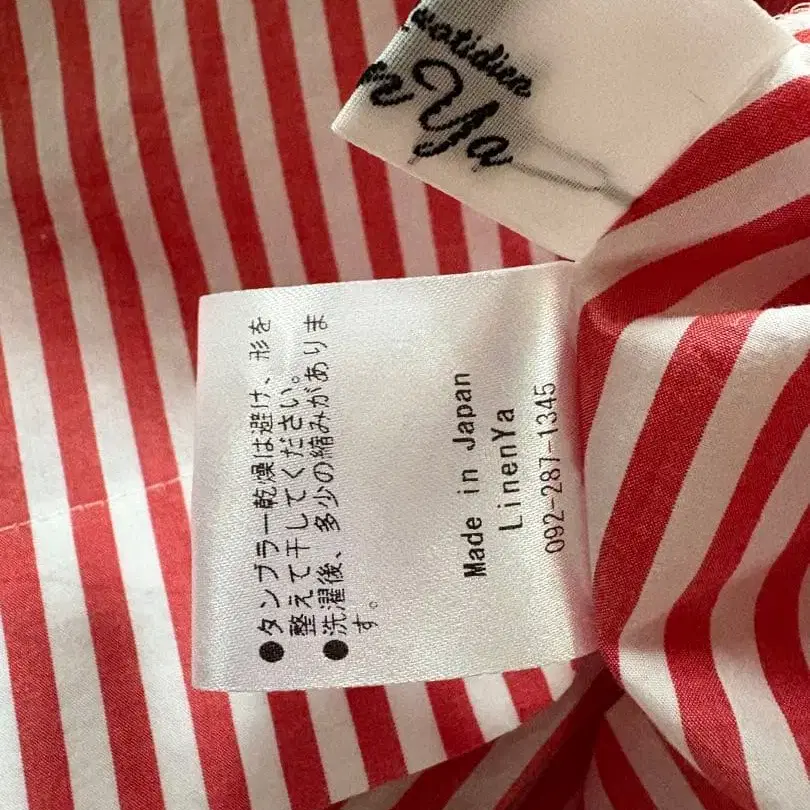 uotidien
n Ya
●タンブラー乾燥は避け、形を
整えて干してください。
●洗濯後、多少の縮みがありま
す。
Made in Japan
LinenYa
092-287-1345